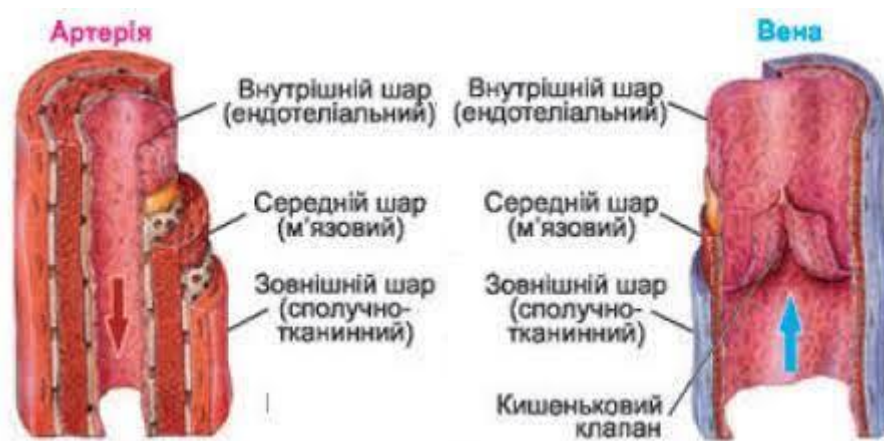 Артерія
Вена
Внутрішній шар
(ендотеліальний)
Внутрішній шар
(ендотеліальний)
Середній шар
(м'язовий)
Середній шар
(м'язовий)
Зовнішній шар
(сполучно-
тканинний)
Зовнішній шар
(сполучно-
тканинний)
Кишеньковий
клапан